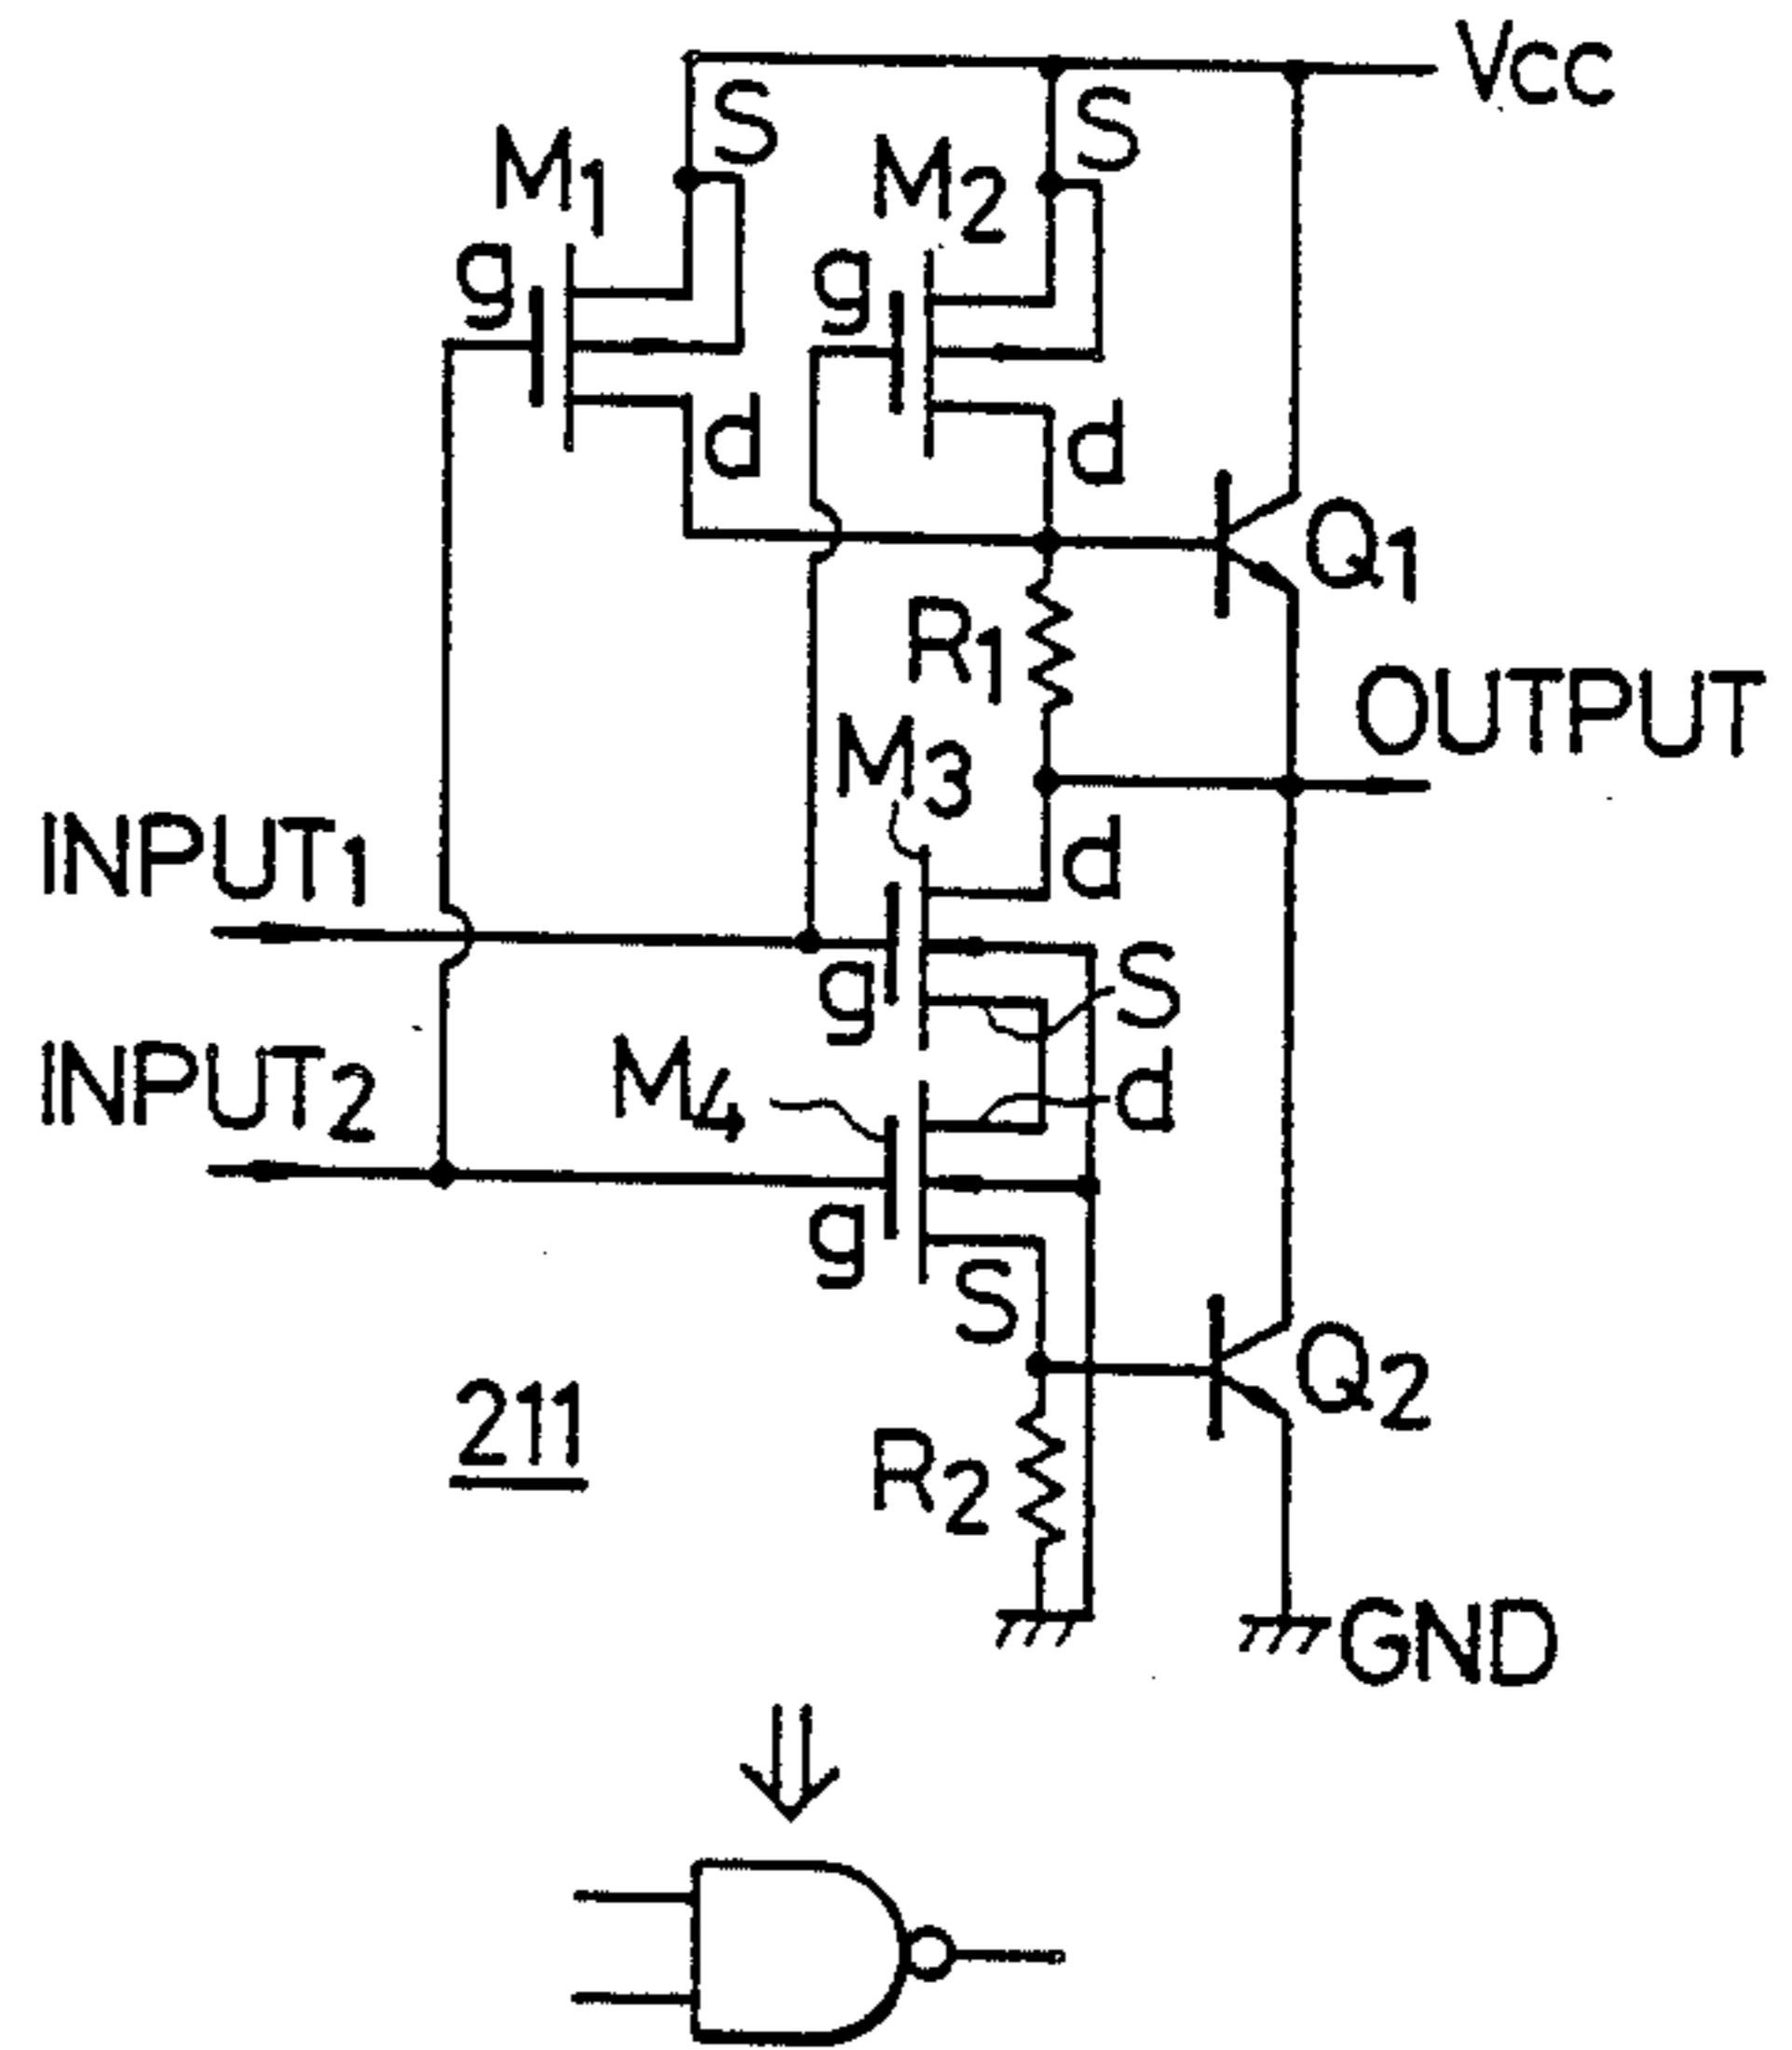 VCC
S
S
M1
M2
g
g
d
d
Q1
R1
OUTPUT
M3
INPUT1
d
g
S
INPUT2
M4
d
g
S
Q2
211
R2
GND